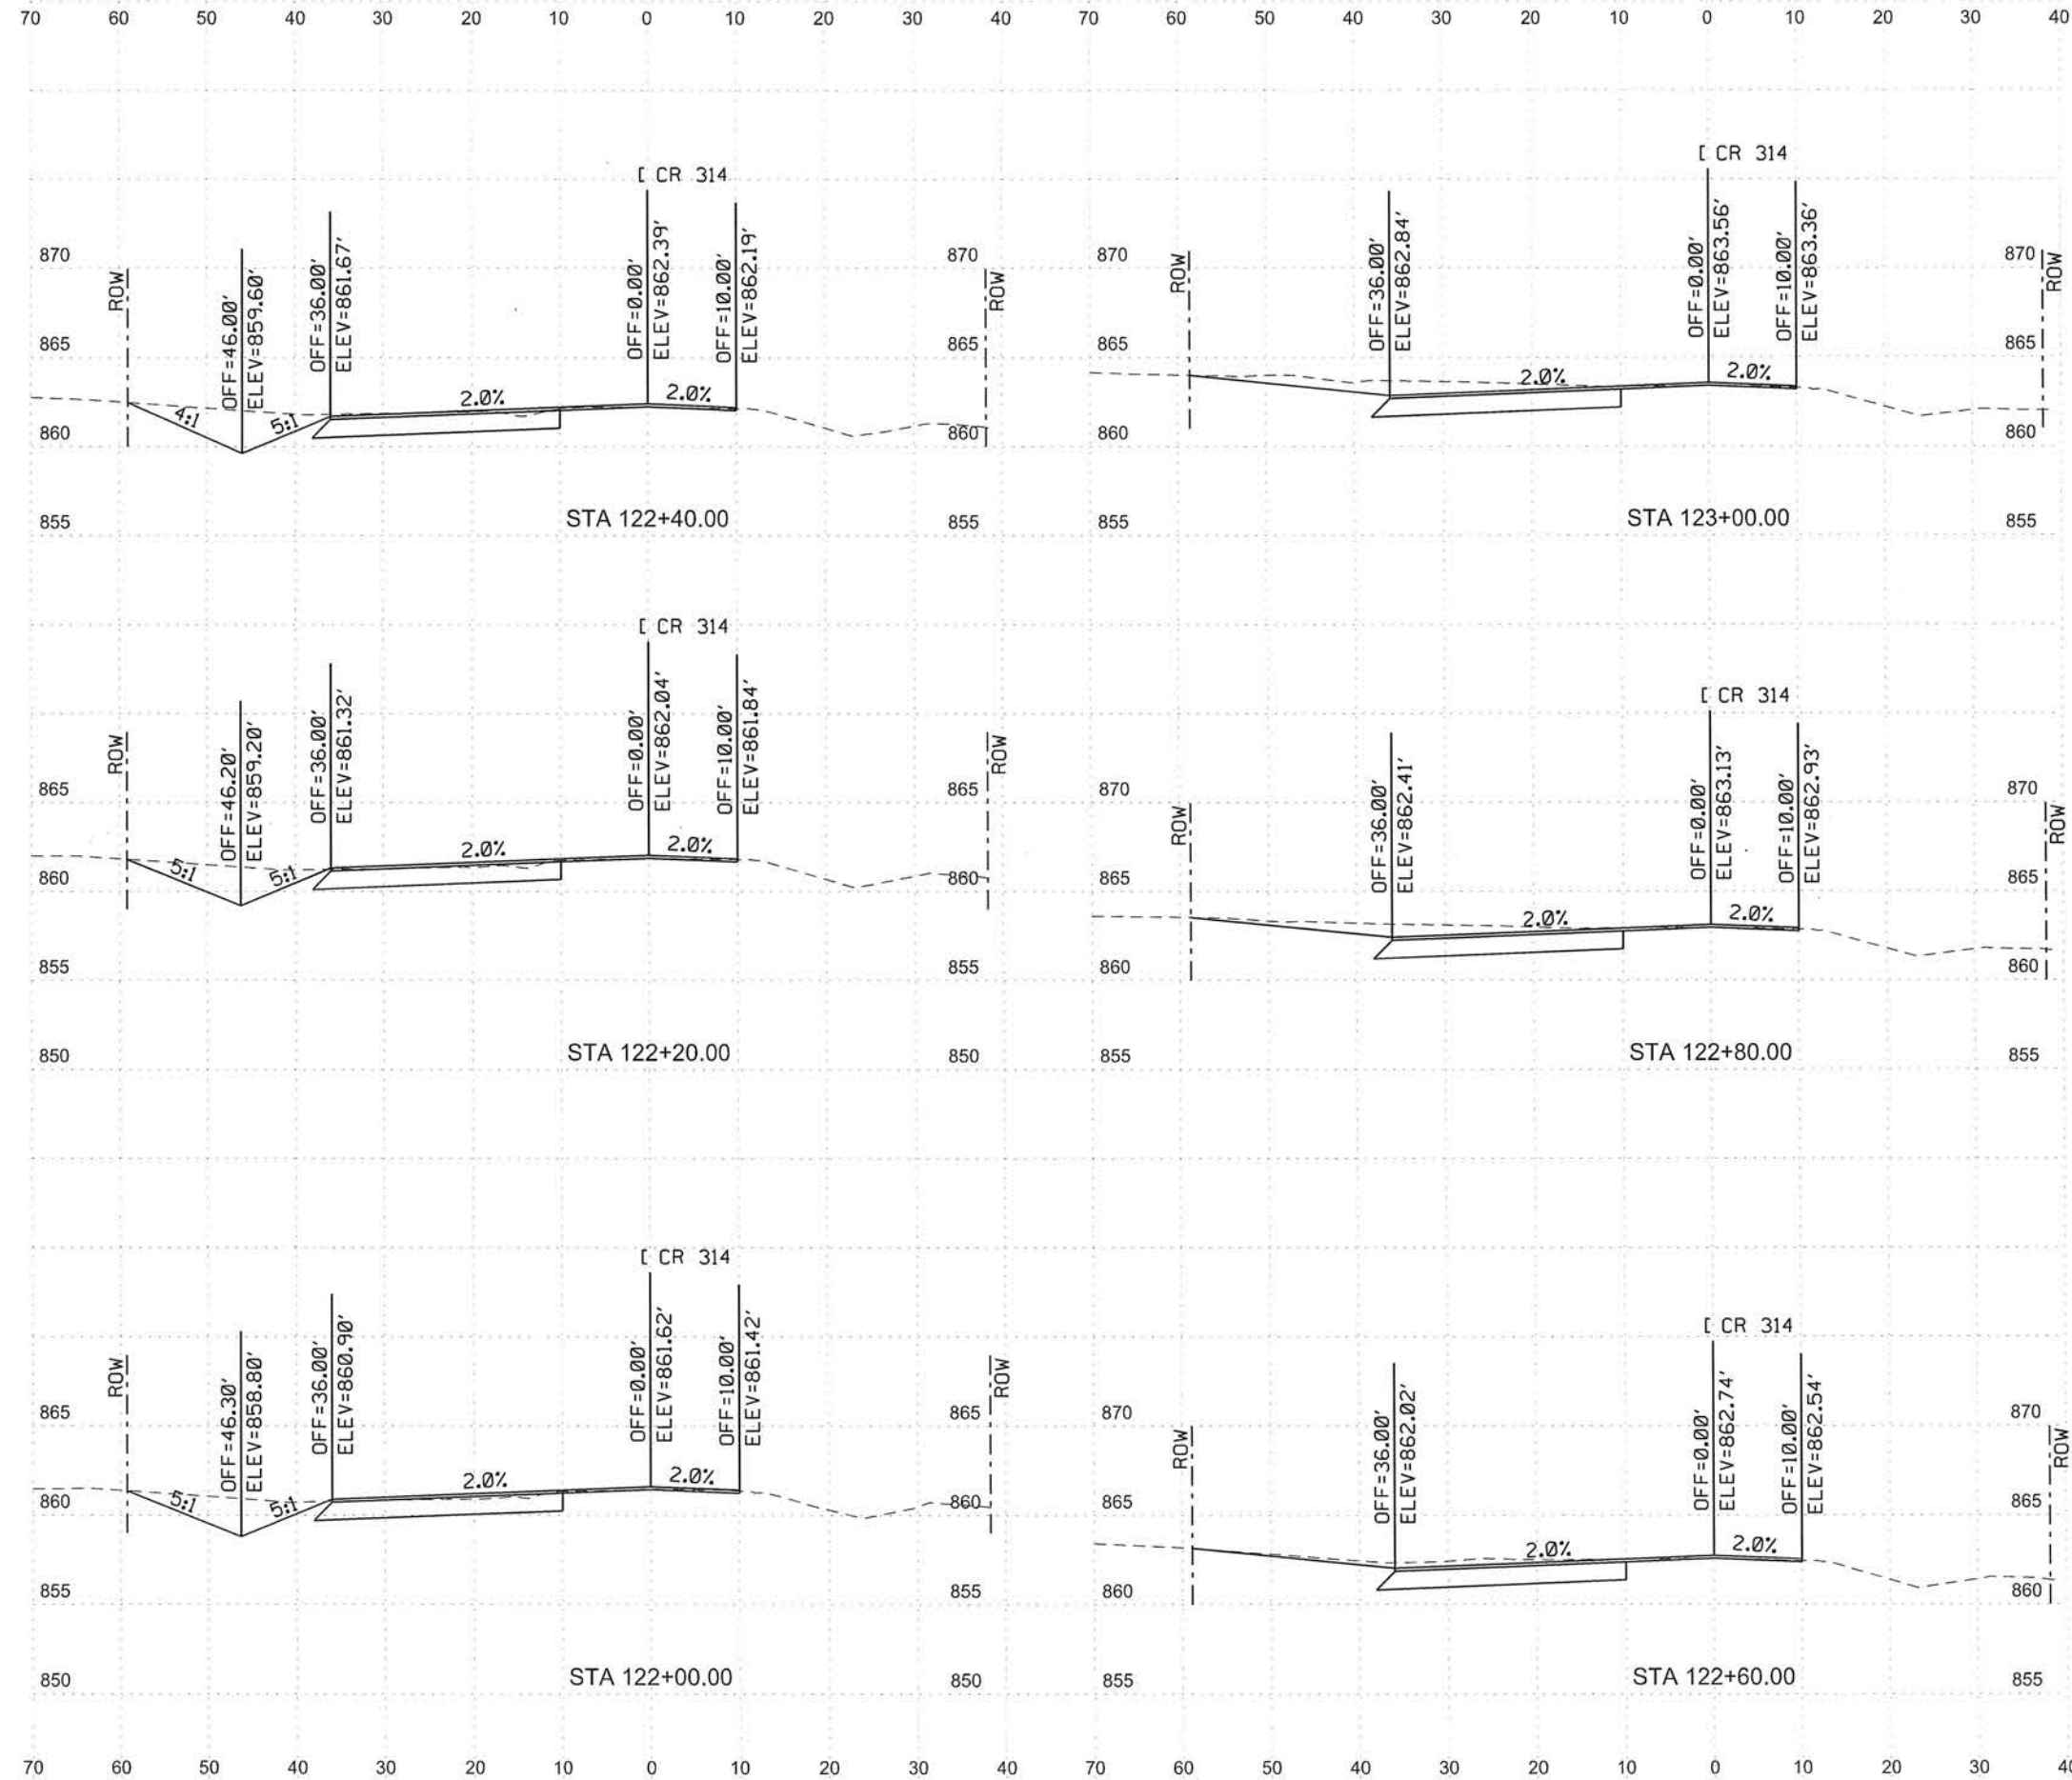 70 60 50 40 30 20 10 0 10 20 30 40 70 60 50 40 30 20 10 0 10 20 30 40
[ CR 314
OFF=46.00'
ELEV=859.60'
OFF=36.00'
ELEV=861.67'
OFF=0.00'
ELEV=862.39'
OFF=10.00'
ELEV=862.19'
ROW
ROW
870 870
865 865
860 860
855 855
4:1
5:1
2.0%
2.0%
STA 122+40.00
[ CR 314
OFF=36.00'
ELEV=862.84'
OFF=0.00'
ELEV=863.56'
OFF=10.00'
ELEV=863.36'
ROW
ROW
870 870
865 865
860 860
855 855
2.0%
2.0%
STA 123+00.00
[ CR 314
OFF=46.20'
ELEV=859.20'
OFF=36.00'
ELEV=861.32'
OFF=0.00'
ELEV=862.04'
OFF=10.00'
ELEV=861.84'
ROW
ROW
865 865
860 860
855 855
850 850
5:1
5:1
2.0%
2.0%
STA 122+20.00
[ CR 314
OFF=36.00'
ELEV=862.41'
OFF=0.00'
ELEV=863.13'
OFF=10.00'
ELEV=862.93'
ROW
ROW
870 870
865 865
860 860
855 855
2.0%
2.0%
STA 122+80.00
[ CR 314
OFF=46.30'
ELEV=858.80'
OFF=36.00'
ELEV=860.90'
OFF=0.00'
ELEV=861.62'
OFF=10.00'
ELEV=861.42'
ROW
ROW
865 865
860 860
855 855
850 850
5:1
5:1
2.0%
2.0%
STA 122+00.00
[ CR 314
OFF=36.00'
ELEV=862.02'
OFF=0.00'
ELEV=862.74'
OFF=10.00'
ELEV=862.54'
ROW
ROW
870 870
865 865
860 860
855 855
2.0%
2.0%
STA 122+60.00
70 60 50 40 30 20 10 0 10 20 30 40 70 60 50 40 30 20 10 0 10 20 30